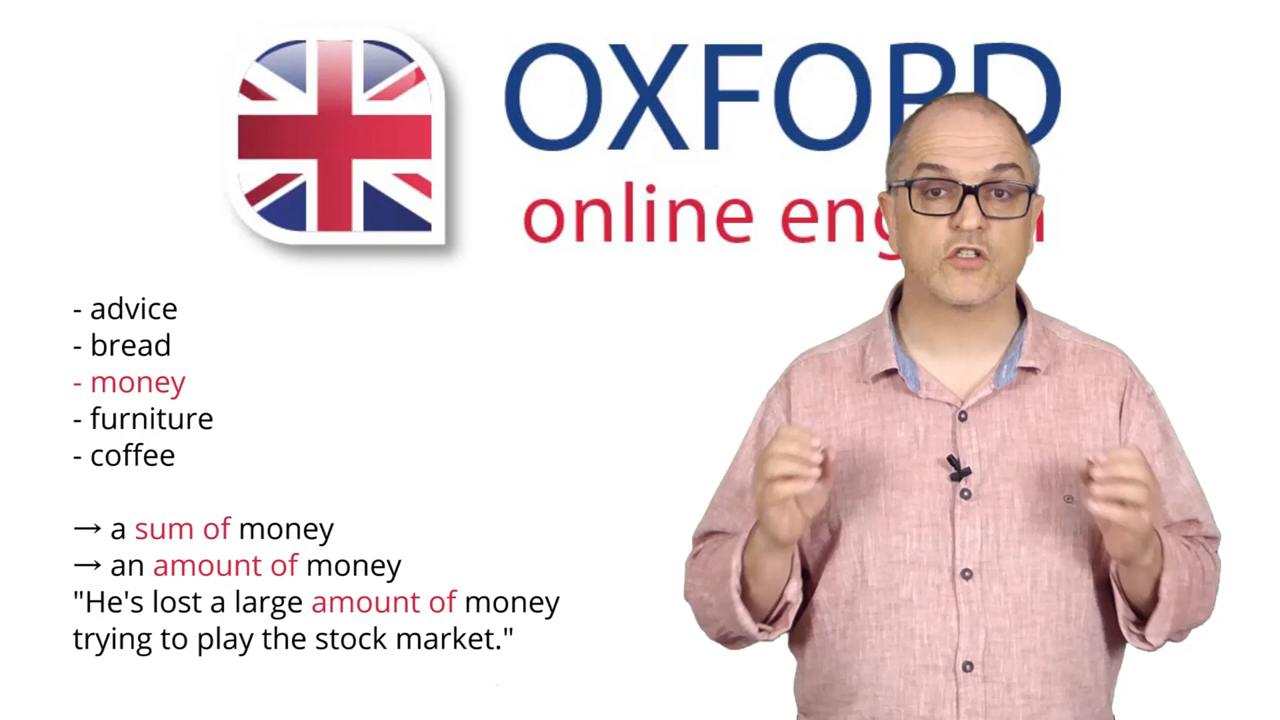 OXFORD
online
- advice
- bread
- money
- furniture
- coffee
→ a sum of money
→ an amount of money
"He's lost a large amount of money
trying to play the stock market."